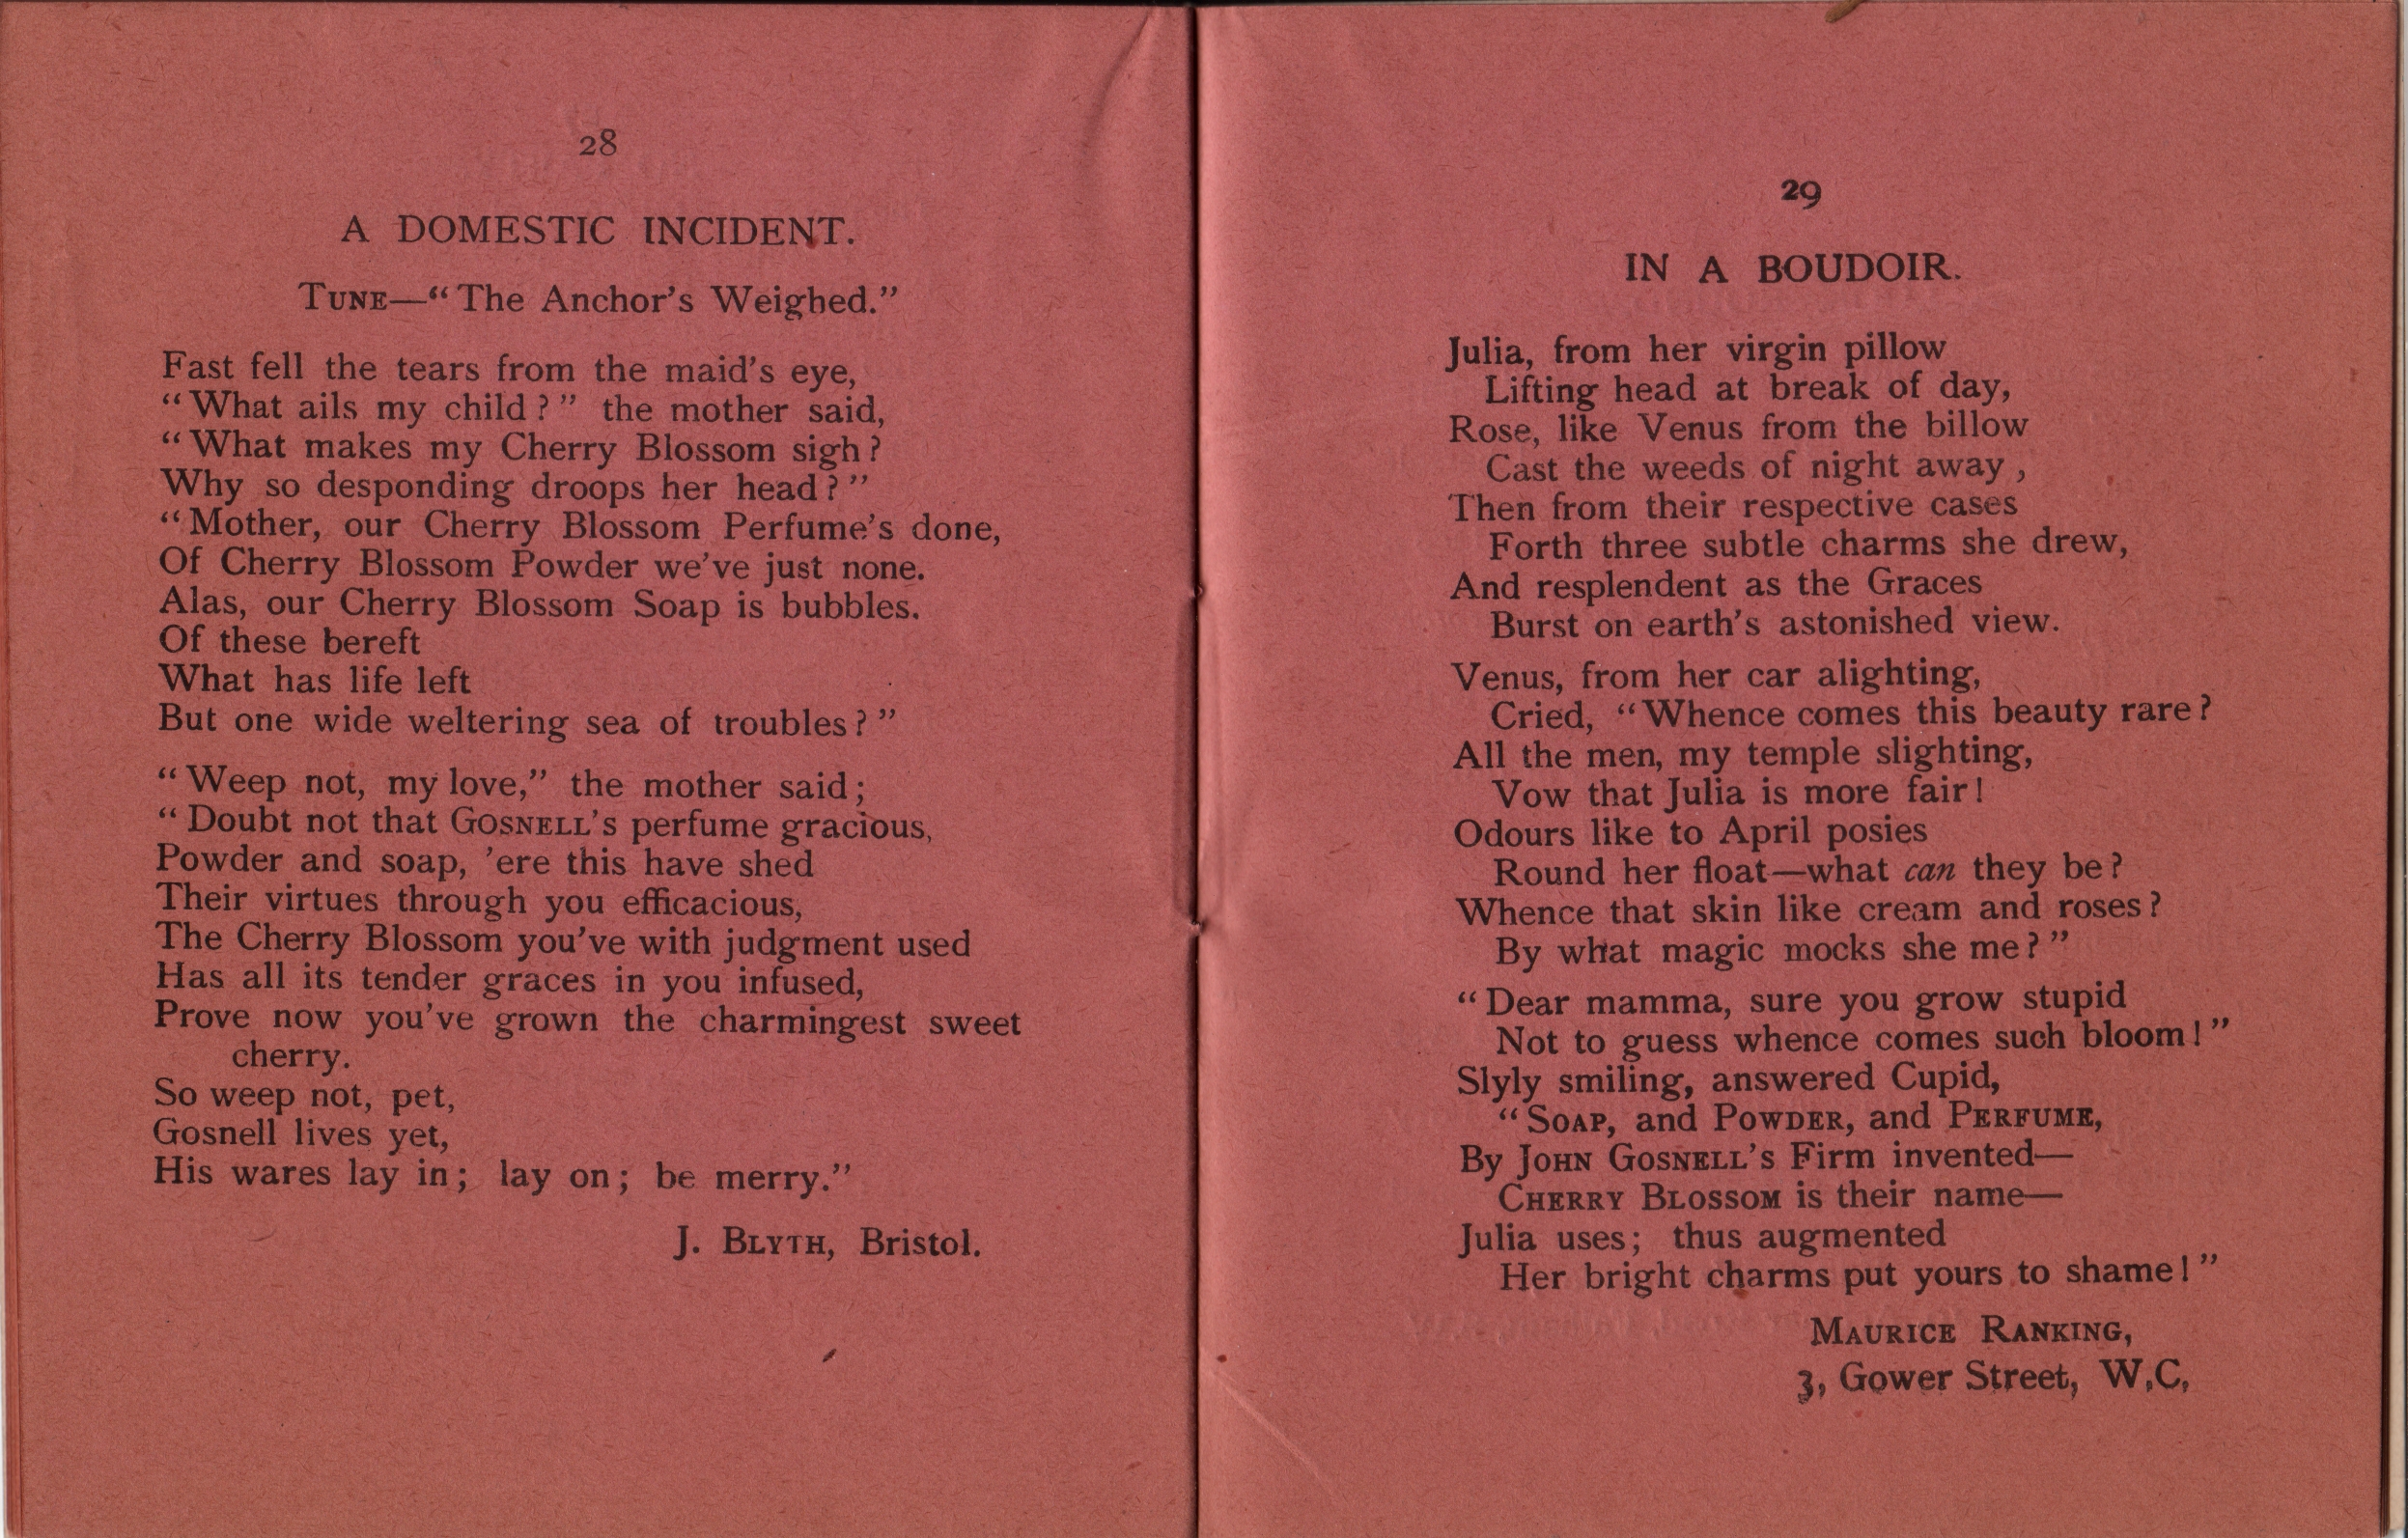 28
A DOMESTIC INCIDENT.
TUNE—“The Anchor’s Weighed.”
Fast fell the tears from the maid’s eye,
“What ails my child?” the mother said,
“What makes my Cherry Blossom sigh?
Why so desponding droops her head?”
“Mother, our Cherry Blossom Perfume’s done,
Of Cherry Blossom Powder we’ve just none.
Alas, our Cherry Blossom Soap is bubbles.
Of these bereft
What has life left
But one wide weltering sea of troubles?”
“Weep not, my love,” the mother said;
“Doubt not that GOSNELL’S perfume gracious,
Powder and soap, ’ere this have shed
Their virtues through you efficacious,
The Cherry Blossom you’ve with judgment used
Has all its tender graces in you infused,
Prove now you’ve grown the charmingest sweet
cherry.
So weep not, pet,
Gosnell lives yet,
His wares lay in; lay on; be merry.”
J. BLYTH, Bristol.
29
IN A BOUDOIR.
Julia, from her virgin pillow
Lifting head at break of day,
Rose, like Venus from the billow
Cast the weeds of night away,
Then from their respective cases
Forth three subtle charms she drew,
And resplendent as the Graces
Burst on earth’s astonished view.
Venus, from her car alighting,
Cried, “Whence comes this beauty rare?
All the men, my temple slighting,
Vow that Julia is more fair!
Odours like to April posies
Round her float—what can they be?
Whence that skin like cream and roses?
By what magic mocks she me?”
“Dear mamma, sure you grow stupid
Not to guess whence comes such bloom!”
Slyly smiling, answered Cupid,
“SOAP, and POWDER, and PERFUME,
By JOHN GOSNELL’S Firm invented—
CHERRY BLOSSOM is their name—
Julia uses; thus augmented
Her bright charms put yours to shame!”
MAURICE RANKING,
3, Gower Street, W.C.